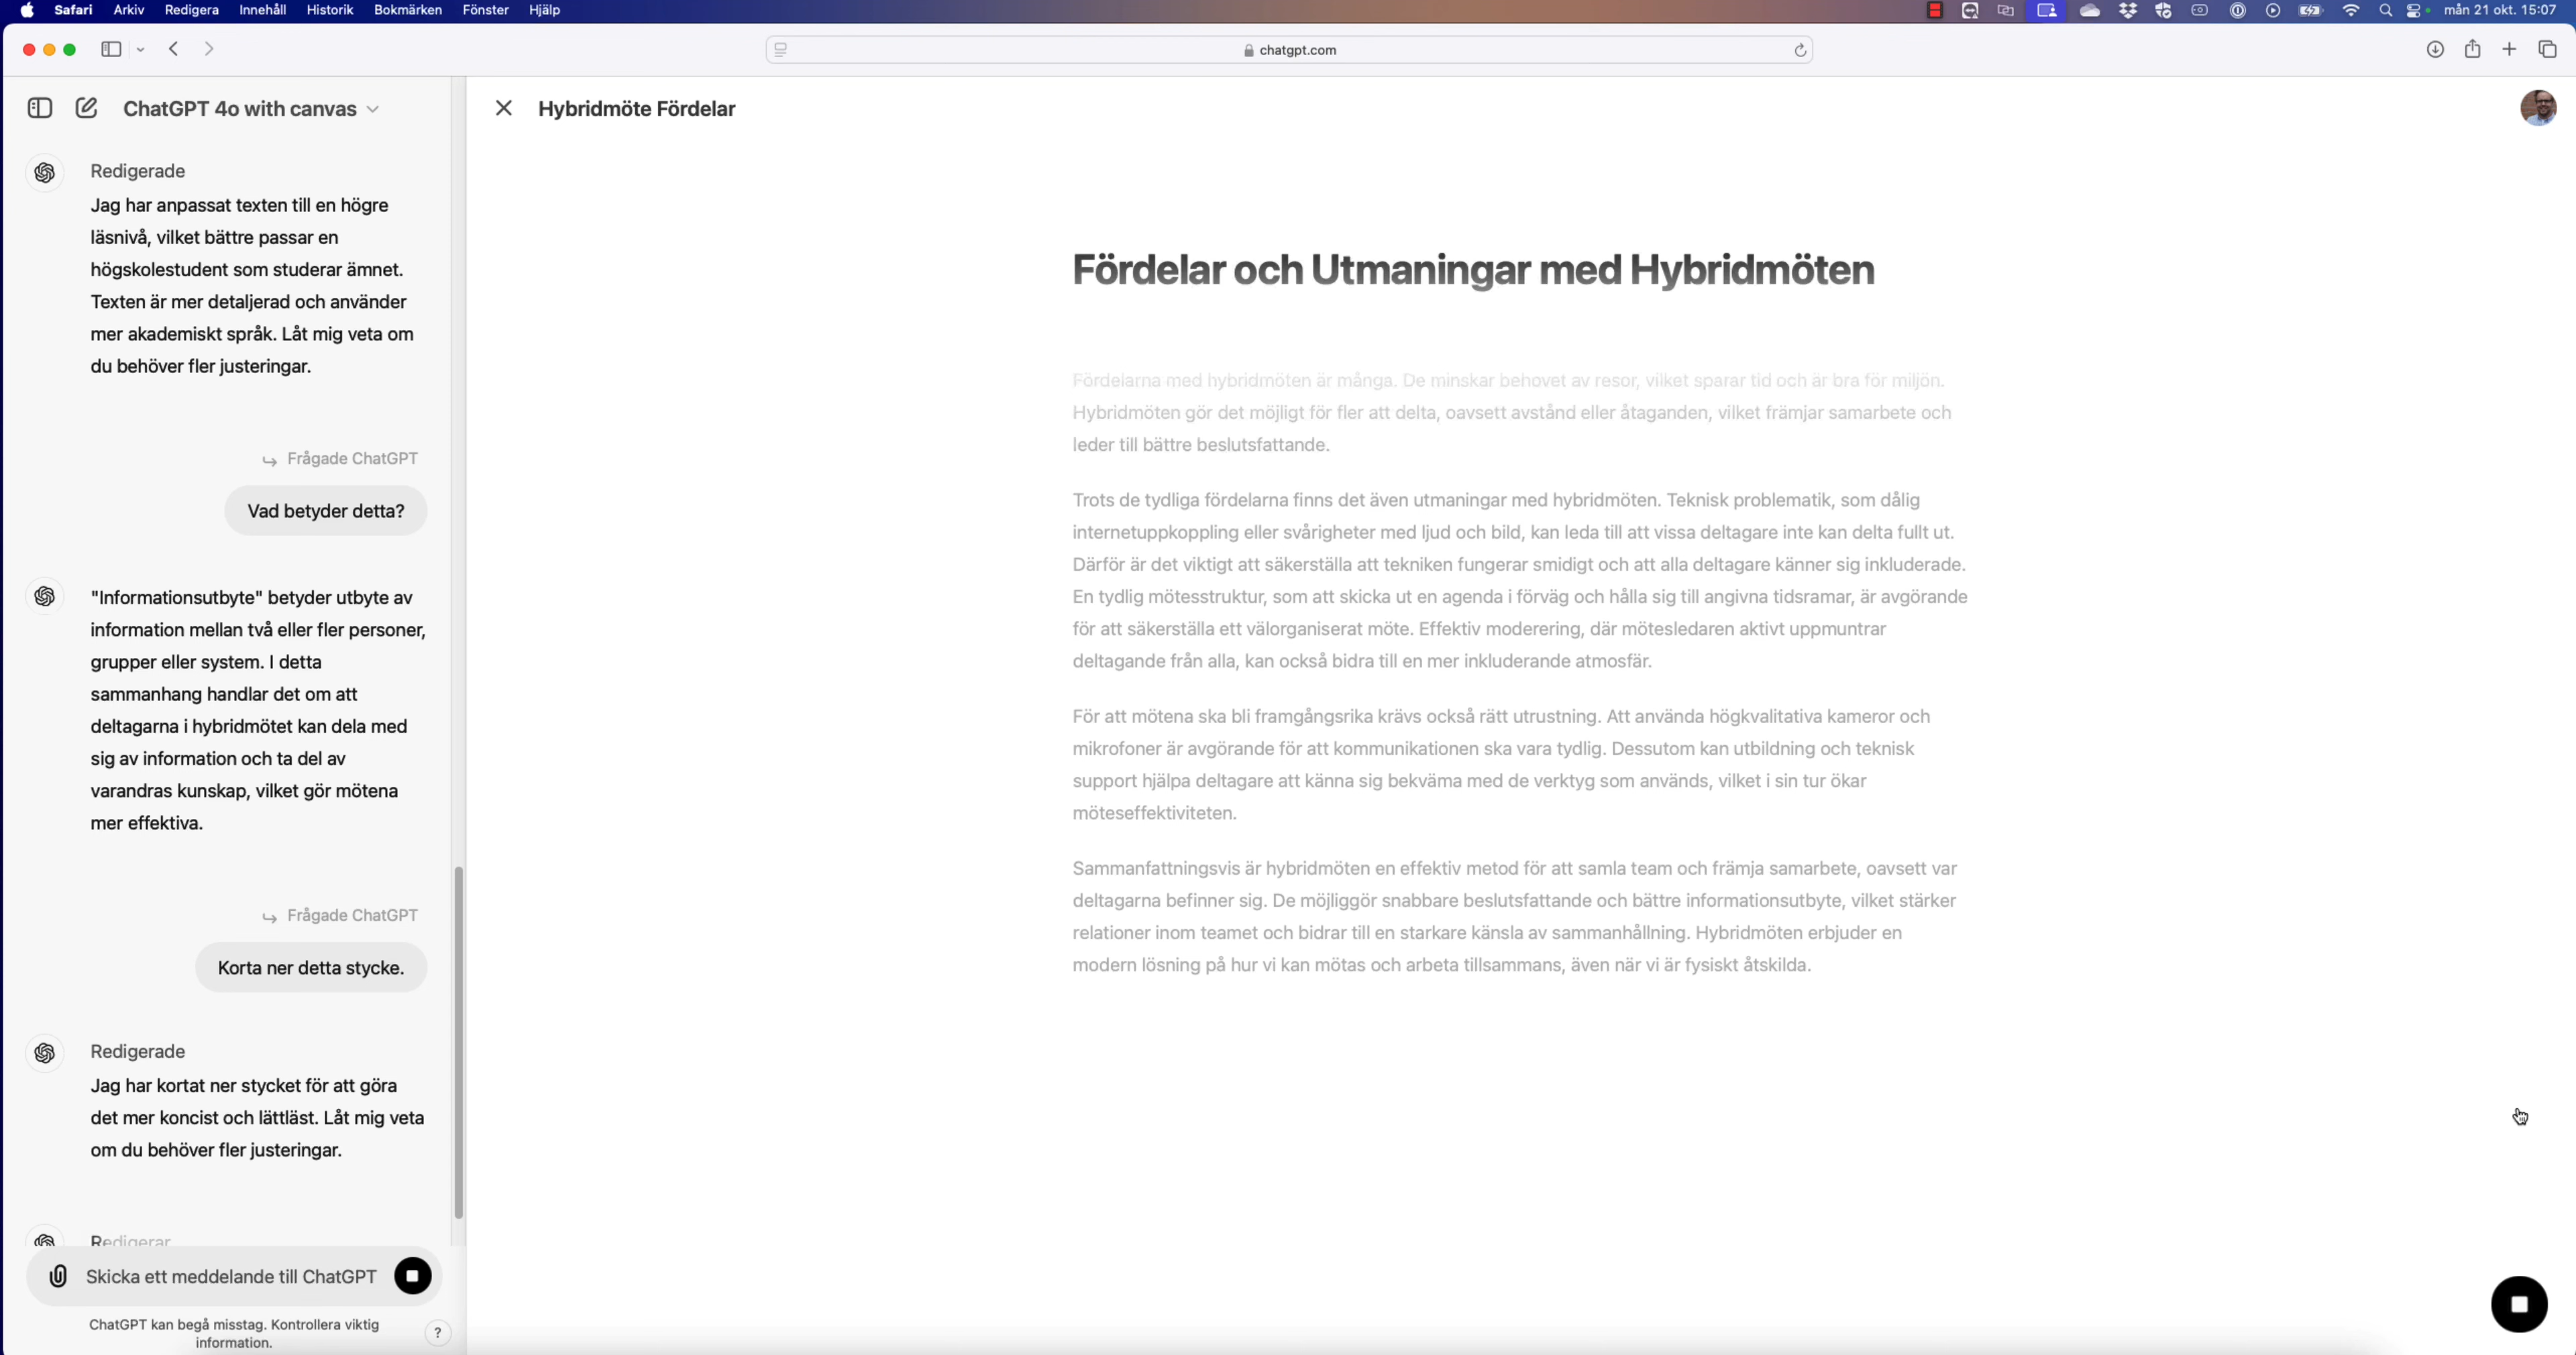 Safari Arkiv Redigera Innehåll Historik Bokmärken Fönster Hjälp
mån 21 okt. 15:07
chatgpt.com
ChatGPT 4o with canvas
Redigerade
Jag har anpassat texten till en högre
läsnivå, vilket bättre passar en
högskolestudent som studerar ämnet.
Texten är mer detaljerad och använder
mer akademiskt språk. Låt mig veta om
du behöver fler justeringar.
Frågade ChatGPT
Vad betyder detta?
"Informationsutbyte" betyder utbyte av
information mellan två eller fler personer,
grupper eller system. I detta
sammanhang handlar det om att
deltagarna i hybridmötet kan dela med
sig av information och ta del av
varandras kunskap, vilket gör mötena
mer effektiva.
Frågade ChatGPT
Korta ner detta stycke.
Redigerade
Jag har kortat ner stycket för att göra
det mer koncist och lättläst. Låt mig veta
om du behöver fler justeringar.
Redigerar
Skicka ett meddelande till ChatGPT
ChatGPT kan begå misstag. Kontrollera viktig
information.
?
Hybridmöte Fördelar
Fördelar och Utmaningar med Hybridmöten
Fördelarna med hybridmöten är många. De minskar behovet av resor, vilket sparar tid och är bra för miljön.
Hybridmöten gör det möjligt för fler att delta, oavsett avstånd eller åtaganden, vilket främjar samarbete och
leder till bättre beslutsfattande.
Trots de tydliga fördelarna finns det även utmaningar med hybridmöten. Teknisk problematik, som dålig
internetuppkoppling eller svårigheter med ljud och bild, kan leda till att vissa deltagare inte kan delta fullt ut.
Därför är det viktigt att säkerställa att tekniken fungerar smidigt och att alla deltagare känner sig inkluderade.
En tydlig mötesstruktur, som att skicka ut en agenda i förväg och hålla sig till angivna tidsramar, är avgörande
för att säkerställa ett välorganiserat möte. Effektiv moderering, där mötesledaren aktivt uppmuntrar
deltagande från alla, kan också bidra till en mer inkluderande atmosfär.
För att mötena ska bli framgångsrika krävs också rätt utrustning. Att använda högkvalitativa kameror och
mikrofoner är avgörande för att kommunikationen ska vara tydlig. Dessutom kan utbildning och teknisk
support hjälpa deltagare att känna sig bekväma med de verktyg som används, vilket i sin tur ökar
möteseffektiviteten.
Sammanfattningsvis är hybridmöten en effektiv metod för att samla team och främja samarbete, oavsett var
deltagarna befinner sig. De möjliggör snabbare beslutsfattande och bättre informationsutbyte, vilket stärker
relationer inom teamet och bidrar till en starkare känsla av sammanhållning. Hybridmöten erbjuder en
modern lösning på hur vi kan mötas och arbeta tillsammans, även när vi är fysiskt åtskilda.